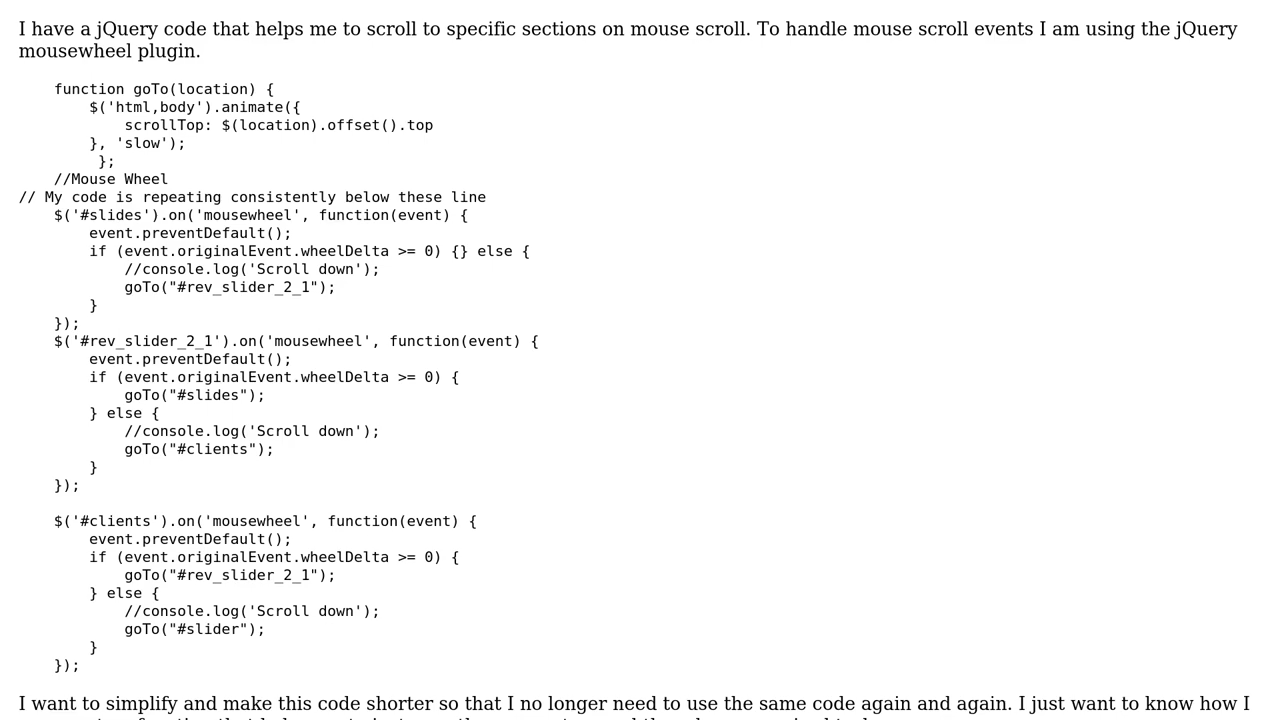 I have a jQuery code that helps me to scroll to specific sections on mouse scroll. To handle mouse scroll events I am using the jQuery
mousewheel plugin.
    function goTo(location) {
        $('html,body').animate({
            scrollTop: $(location).offset().top
        }, 'slow');
         };
    //Mouse Wheel
// My code is repeating consistently below these line
    $('#slides').on('mousewheel', function(event) {
        event.preventDefault();
        if (event.originalEvent.wheelDelta >= 0) {} else {
            //console.log('Scroll down');
            goTo("#rev_slider_2_1");
        }
    });
    $('#rev_slider_2_1').on('mousewheel', function(event) {
        event.preventDefault();
        if (event.originalEvent.wheelDelta >= 0) {
            goTo("#slides");
        } else {
            //console.log('Scroll down');
            goTo("#clients");
        }
    });
    $('#clients').on('mousewheel', function(event) {
        event.preventDefault();
        if (event.originalEvent.wheelDelta >= 0) {
            goTo("#rev_slider_2_1");
        } else {
            //console.log('Scroll down');
            goTo("#slider");
        }
    });
I want to simplify and make this code shorter so that I no longer need to use the same code again and again. I just want to know how I